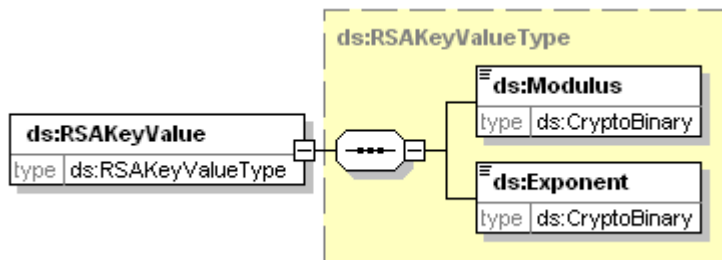 ds:RSAKeyValueType
ds:Modulus
type ds:CryptoBinary
ds:RSAKeyValue
type ds:RSAKeyValueType
ds:Exponent
type ds:CryptoBinary